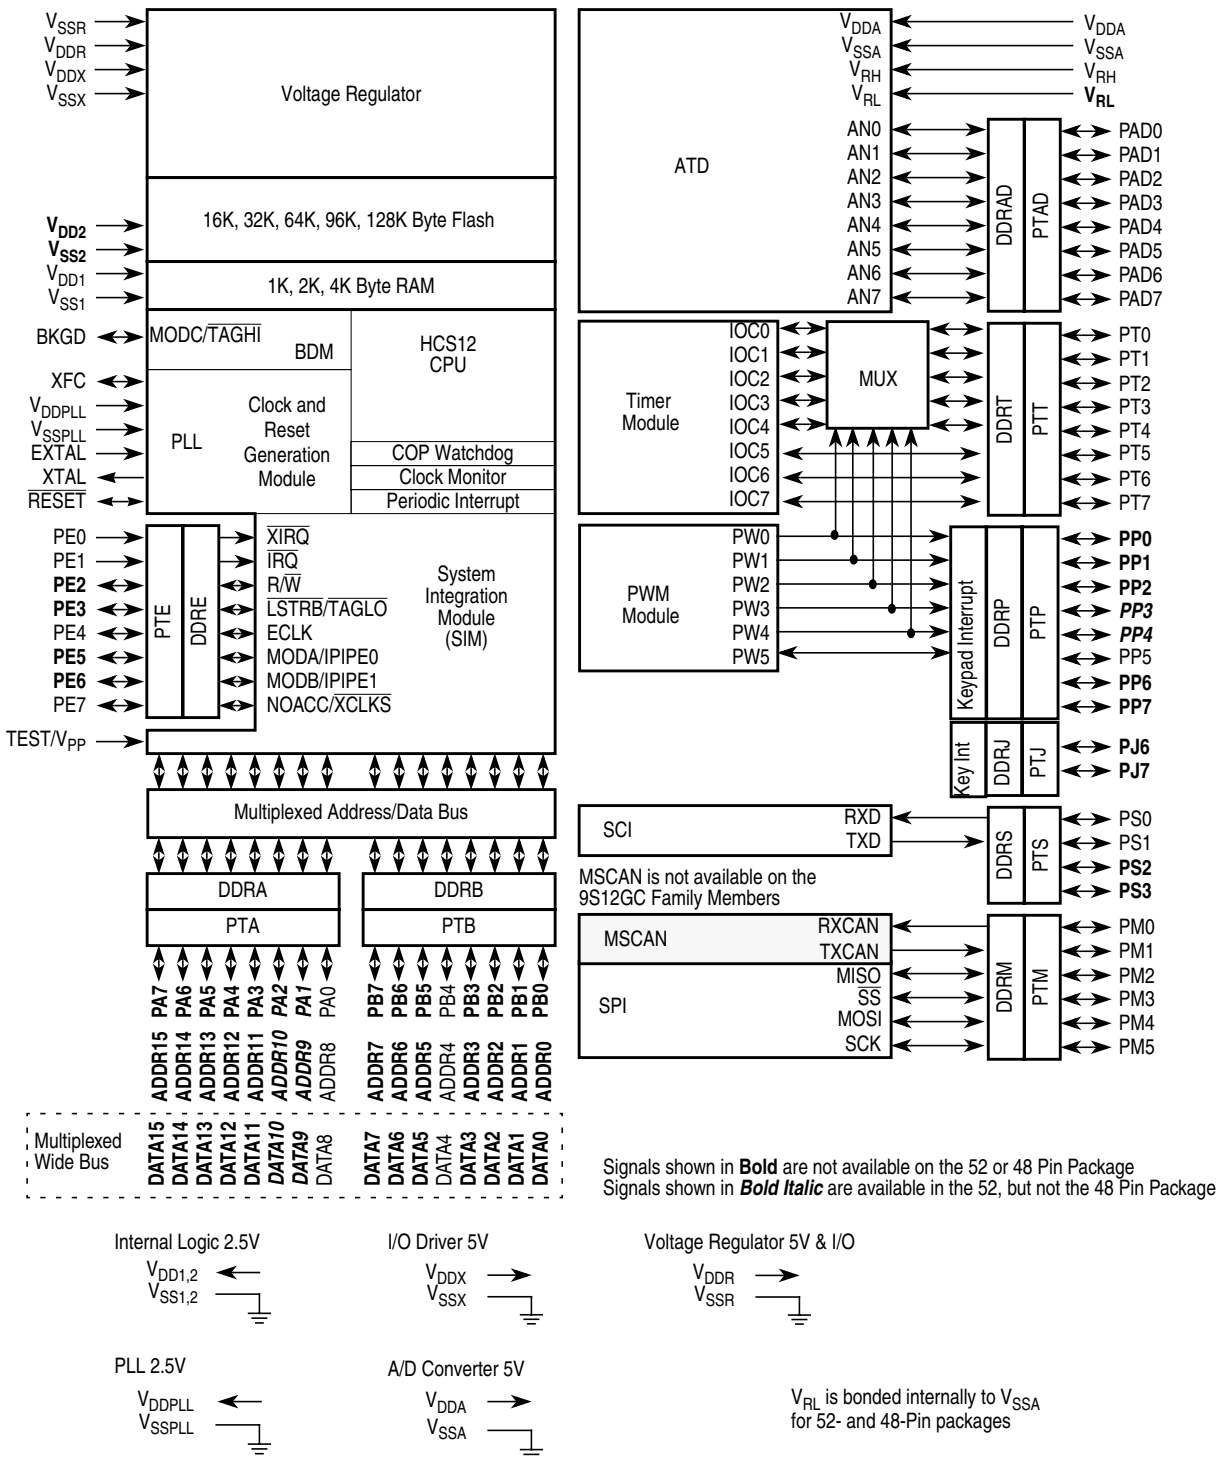 VSSR
VDDR
VDDX
VSSX
Voltage Regulator
VDD2
VSS2
16K, 32K, 64K, 96K, 128K Byte Flash
VDD1
VSS1
1K, 2K, 4K Byte RAM
BKGD
MODC/TAGHI
BDM
HCS12
CPU
XFC
VDDPLL
VSSPLL
EXTAL
XTAL
RESET
PLL
Clock and
Reset
Generation
Module
COP Watchdog
Clock Monitor
Periodic Interrupt
PE0
PE1
PE2
PE3
PE4
PE5
PE6
PE7
PTE
DDRE
XIRQ
IRQ
R/W
LSTRB/TAGLO
ECLK
MODA/IPIPE0
MODB/IPIPE1
NOACC/XCLKS
System
Integration
Module
(SIM)
TEST/VPP
Multiplexed Address/Data Bus
DDRA
DDRB
PTA
PTB
PA7 PA6 PA5 PA4 PA3 PA2 PA1 PA0
PB7 PB6 PB5 PB4 PB3 PB2 PB1 PB0
ADDR15 ADDR14 ADDR13 ADDR12 ADDR11 ADDR10 ADDR9 ADDR8
ADDR7 ADDR6 ADDR5 ADDR4 ADDR3 ADDR2 ADDR1 ADDR0
Multiplexed
Wide Bus
DATA15 DATA14 DATA13 DATA12 DATA11 DATA10 DATA9 DATA8
DATA7 DATA6 DATA5 DATA4 DATA3 DATA2 DATA1 DATA0
ATD
VDDA
VSSA
VRH
VRL
VDDA
VSSA
VRH
VRL
AN0
AN1
AN2
AN3
AN4
AN5
AN6
AN7
DDRAD
PTAD
PAD0
PAD1
PAD2
PAD3
PAD4
PAD5
PAD6
PAD7
Timer
Module
IOC0
IOC1
IOC2
IOC3
IOC4
IOC5
IOC6
IOC7
MUX
DDRT
PTT
PT0
PT1
PT2
PT3
PT4
PT5
PT6
PT7
PWM
Module
PW0
PW1
PW2
PW3
PW4
PW5
Keypad Interrupt
DDRP
PTP
PP0
PP1
PP2
PP3
PP4
PP5
PP6
PP7
Key Int
DDRJ
PTJ
PJ6
PJ7
SCI
RXD
TXD
DDRS
PTS
PS0
PS1
PS2
PS3
MSCAN is not available on the
9S12GC Family Members
MSCAN
RXCAN
TXCAN
SPI
MISO
SS
MOSI
SCK
DDRM
PTM
PM0
PM1
PM2
PM3
PM4
PM5
Signals shown in Bold are not available on the 52 or 48 Pin Package
Signals shown in Bold Italic are available in the 52, but not the 48 Pin Package
Internal Logic 2.5V
VDD1,2
VSS1,2
I/O Driver 5V
VDDX
VSSX
Voltage Regulator 5V & I/O
VDDR
VSSR
PLL 2.5V
VDDPLL
VSSPLL
A/D Converter 5V
VDDA
VSSA
VRL is bonded internally to VSSA
for 52- and 48-Pin packages